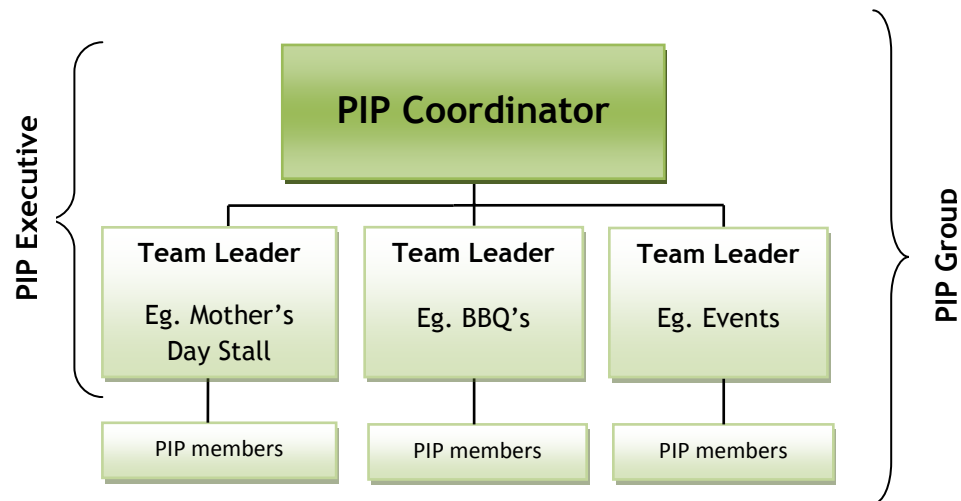 PIP Executive
PIP Coordinator
Team Leader
Eg. Mother’s
Day Stall
Team Leader
Eg. BBQ’s
Team Leader
Eg. Events
PIP members
PIP members
PIP members
PIP Group